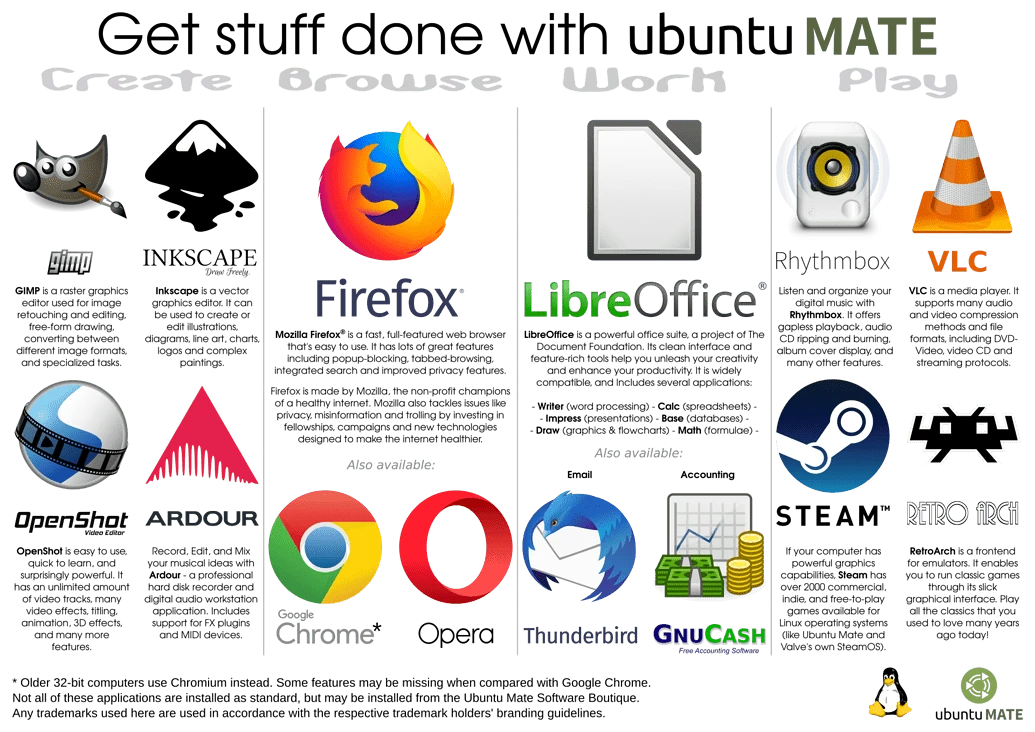 Get stuff done with ubuntu MATE
Create
Browse
Work
Play
gimp
GIMP is a raster graphics
editor used for image
retouching and editing,
free-form drawing,
converting between
different image formats,
and specialized tasks.
INKSCAPE
Draw Freely.
Inkscape is a vector
graphics editor. It can
be used to create or
edit illustrations,
diagrams, line art, charts,
logos and complex
paintings.
OpenShot
Video Editor
OpenShot is easy to use,
quick to learn, and
surprisingly powerful. It
has an unlimited amount
of video tracks, many
video effects, titling,
animation, 3D effects,
and many more
features.
ARDOUR
Record, Edit, and Mix
your musical ideas with
Ardour - a professional
hard disk recorder and
digital audio workstation
application. Includes
support for FX plugins
and MIDI devices.
Firefox®
Mozilla Firefox® is a fast, full-featured web browser
that's easy to use. It has lots of great features
including popup-blocking, tabbed-browsing,
integrated search and improved privacy features.
Firefox is made by Mozilla, the non-profit champions
of a healthy internet. Mozilla also tackles issues like
privacy, misinformation and trolling by investing in
fellowships, campaigns and new technologies
designed to make the internet healthier.
Also available:
Google
Chrome*
Opera
LibreOffice®
LibreOffice is a powerful office suite, a project of The
Document Foundation. Its clean interface and
feature-rich tools help you unleash your creativity
and enhance your productivity. It is widely
compatible, and Includes several applications:
- Writer (word processing) - Calc (spreadsheets) -
- Impress (presentations) - Base (databases) -
- Draw (graphics & flowcharts) - Math (formulae) -
Also available:
Email
Thunderbird
Accounting
GNUCASH
Free Accounting Software
Rhythmbox
Listen and organize your
digital music with
Rhythmbox. It offers
gapless playback, audio
CD ripping and burning,
album cover display, and
many other features.
VLC
VLC is a media player. It
supports many audio
and video compression
methods and file
formats, including DVD-
Video, video CD and
streaming protocols.
STEAM™
If your computer has
powerful graphics
capabilities, Steam has
over 2000 commercial,
indie, and free-to-play
games available for
Linux operating systems
(like Ubuntu Mate and
Valve's own SteamOS).
RETRO ARCH
RetroArch is a frontend
for emulators. It enables
you to run classic games
through its slick
graphical interface. Play
all the classics that you
used to love many years
ago today!
* Older 32-bit computers use Chromium instead. Some features may be missing when compared with Google Chrome.
Not all of these applications are installed as standard, but may be installed from the Ubuntu Mate Software Boutique.
Any trademarks used here are used in accordance with the respective trademark holders' branding guidelines.
ubuntu MATE